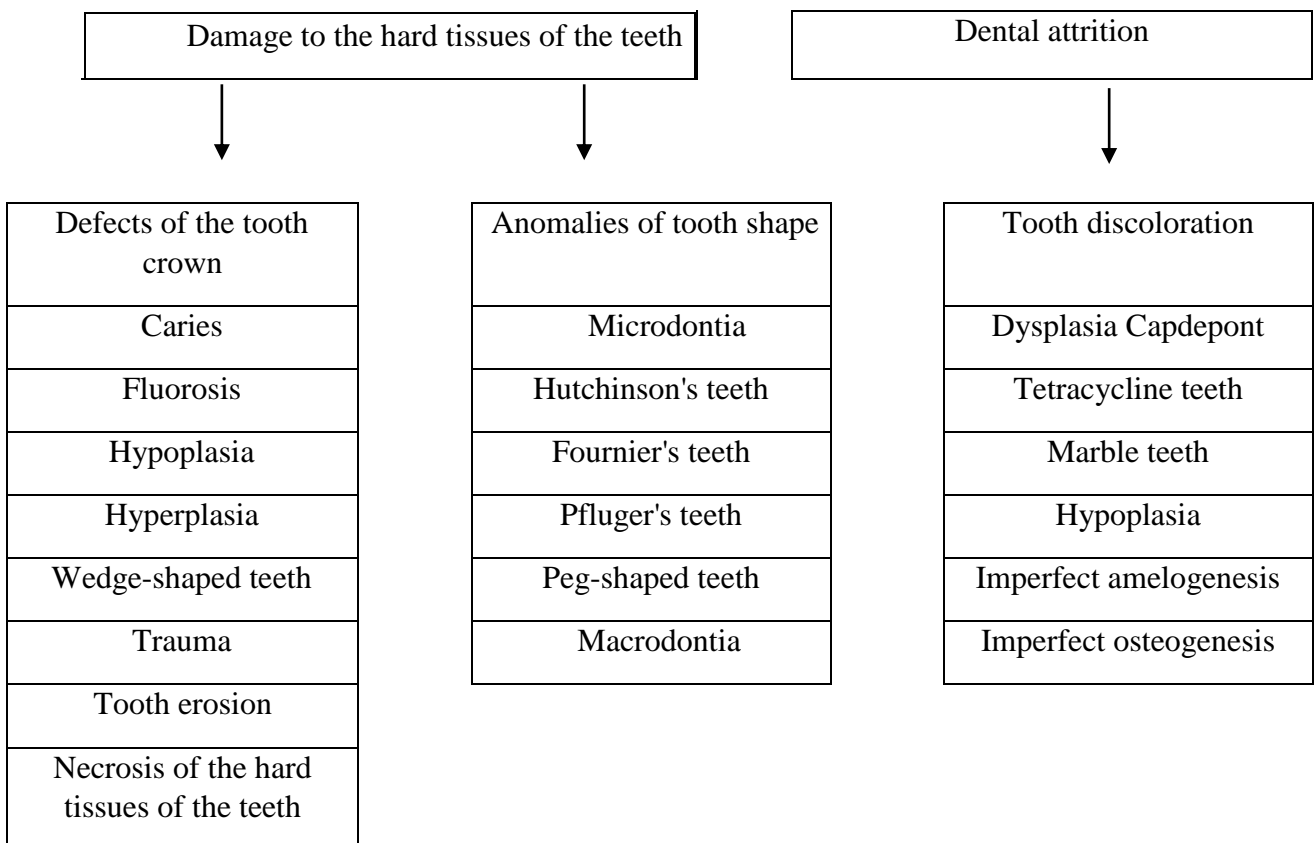 Damage to the hard tissues of the teeth
Dental attrition
Defects of the tooth
crown
Caries
Fluorosis
Hypoplasia
Hyperplasia
Wedge-shaped teeth
Trauma
Tooth erosion
Necrosis of the hard
tissues of the teeth
Anomalies of tooth shape
Microdontia
Hutchinson's teeth
Fournier's teeth
Pfluger's teeth
Peg-shaped teeth
Macrodontia
Tooth discoloration
Dysplasia Capdepont
Tetracycline teeth
Marble teeth
Hypoplasia
Imperfect amelogenesis
Imperfect osteogenesis